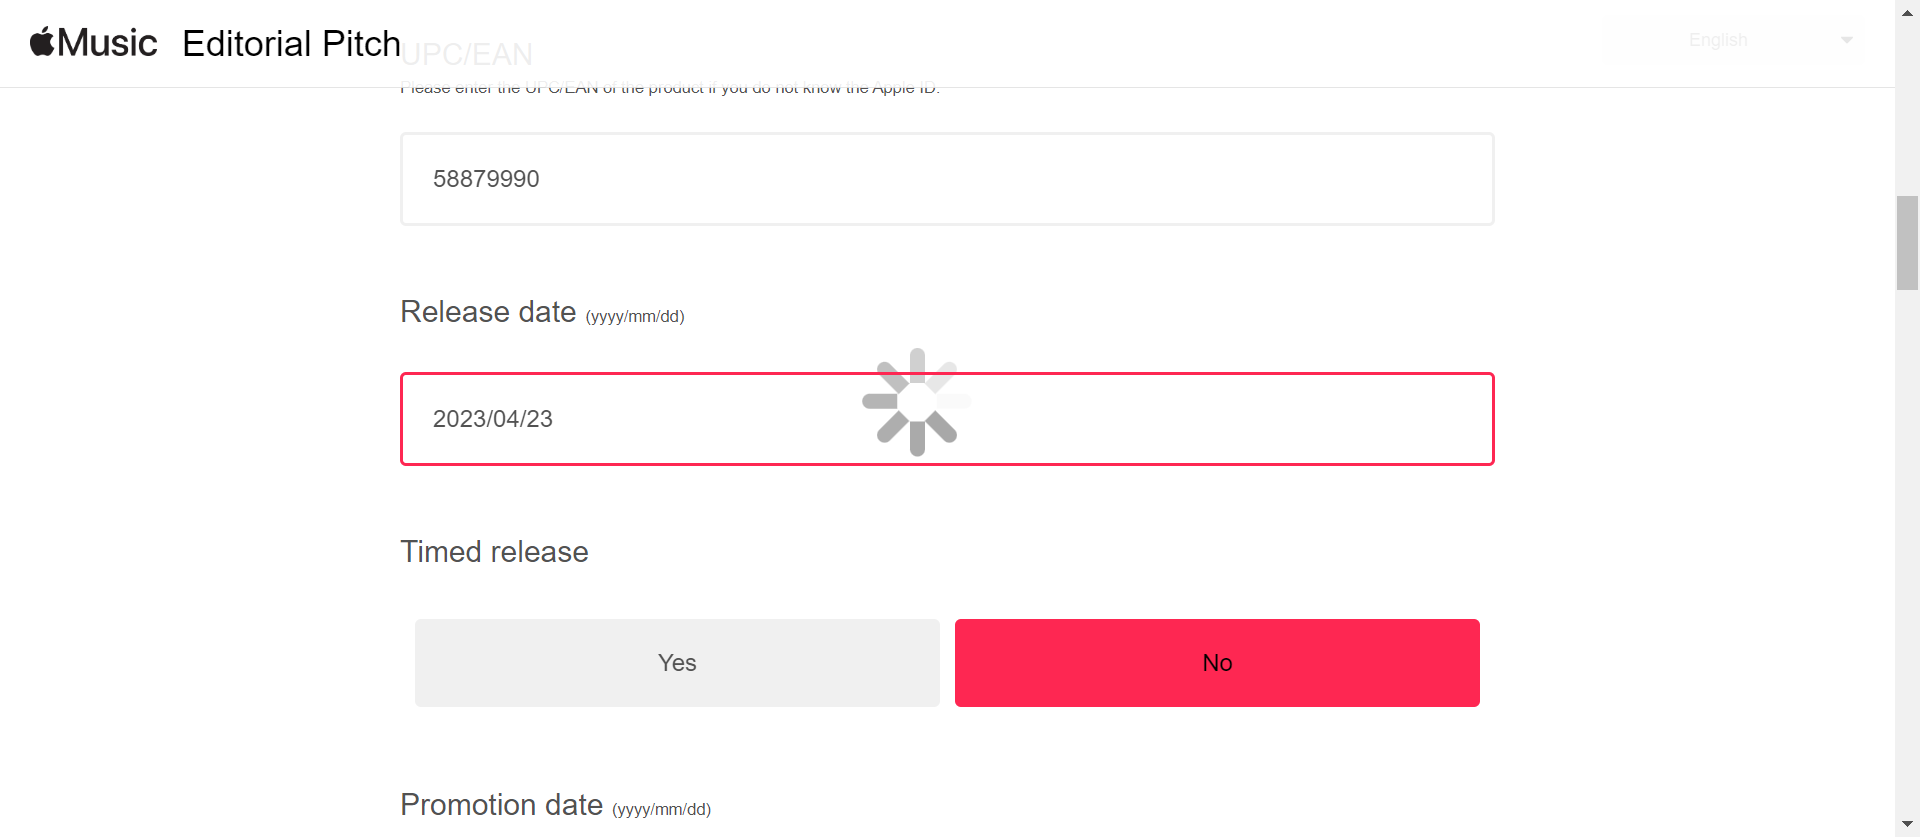 Music Editorial Pitch
English
UPC/EAN
Please enter the UPC/EAN of the product if you do not know the Apple ID.
58879990
Release date (yyyy/mm/dd)
2023/04/23
Timed release
Yes
No
Promotion date (yyyy/mm/dd)